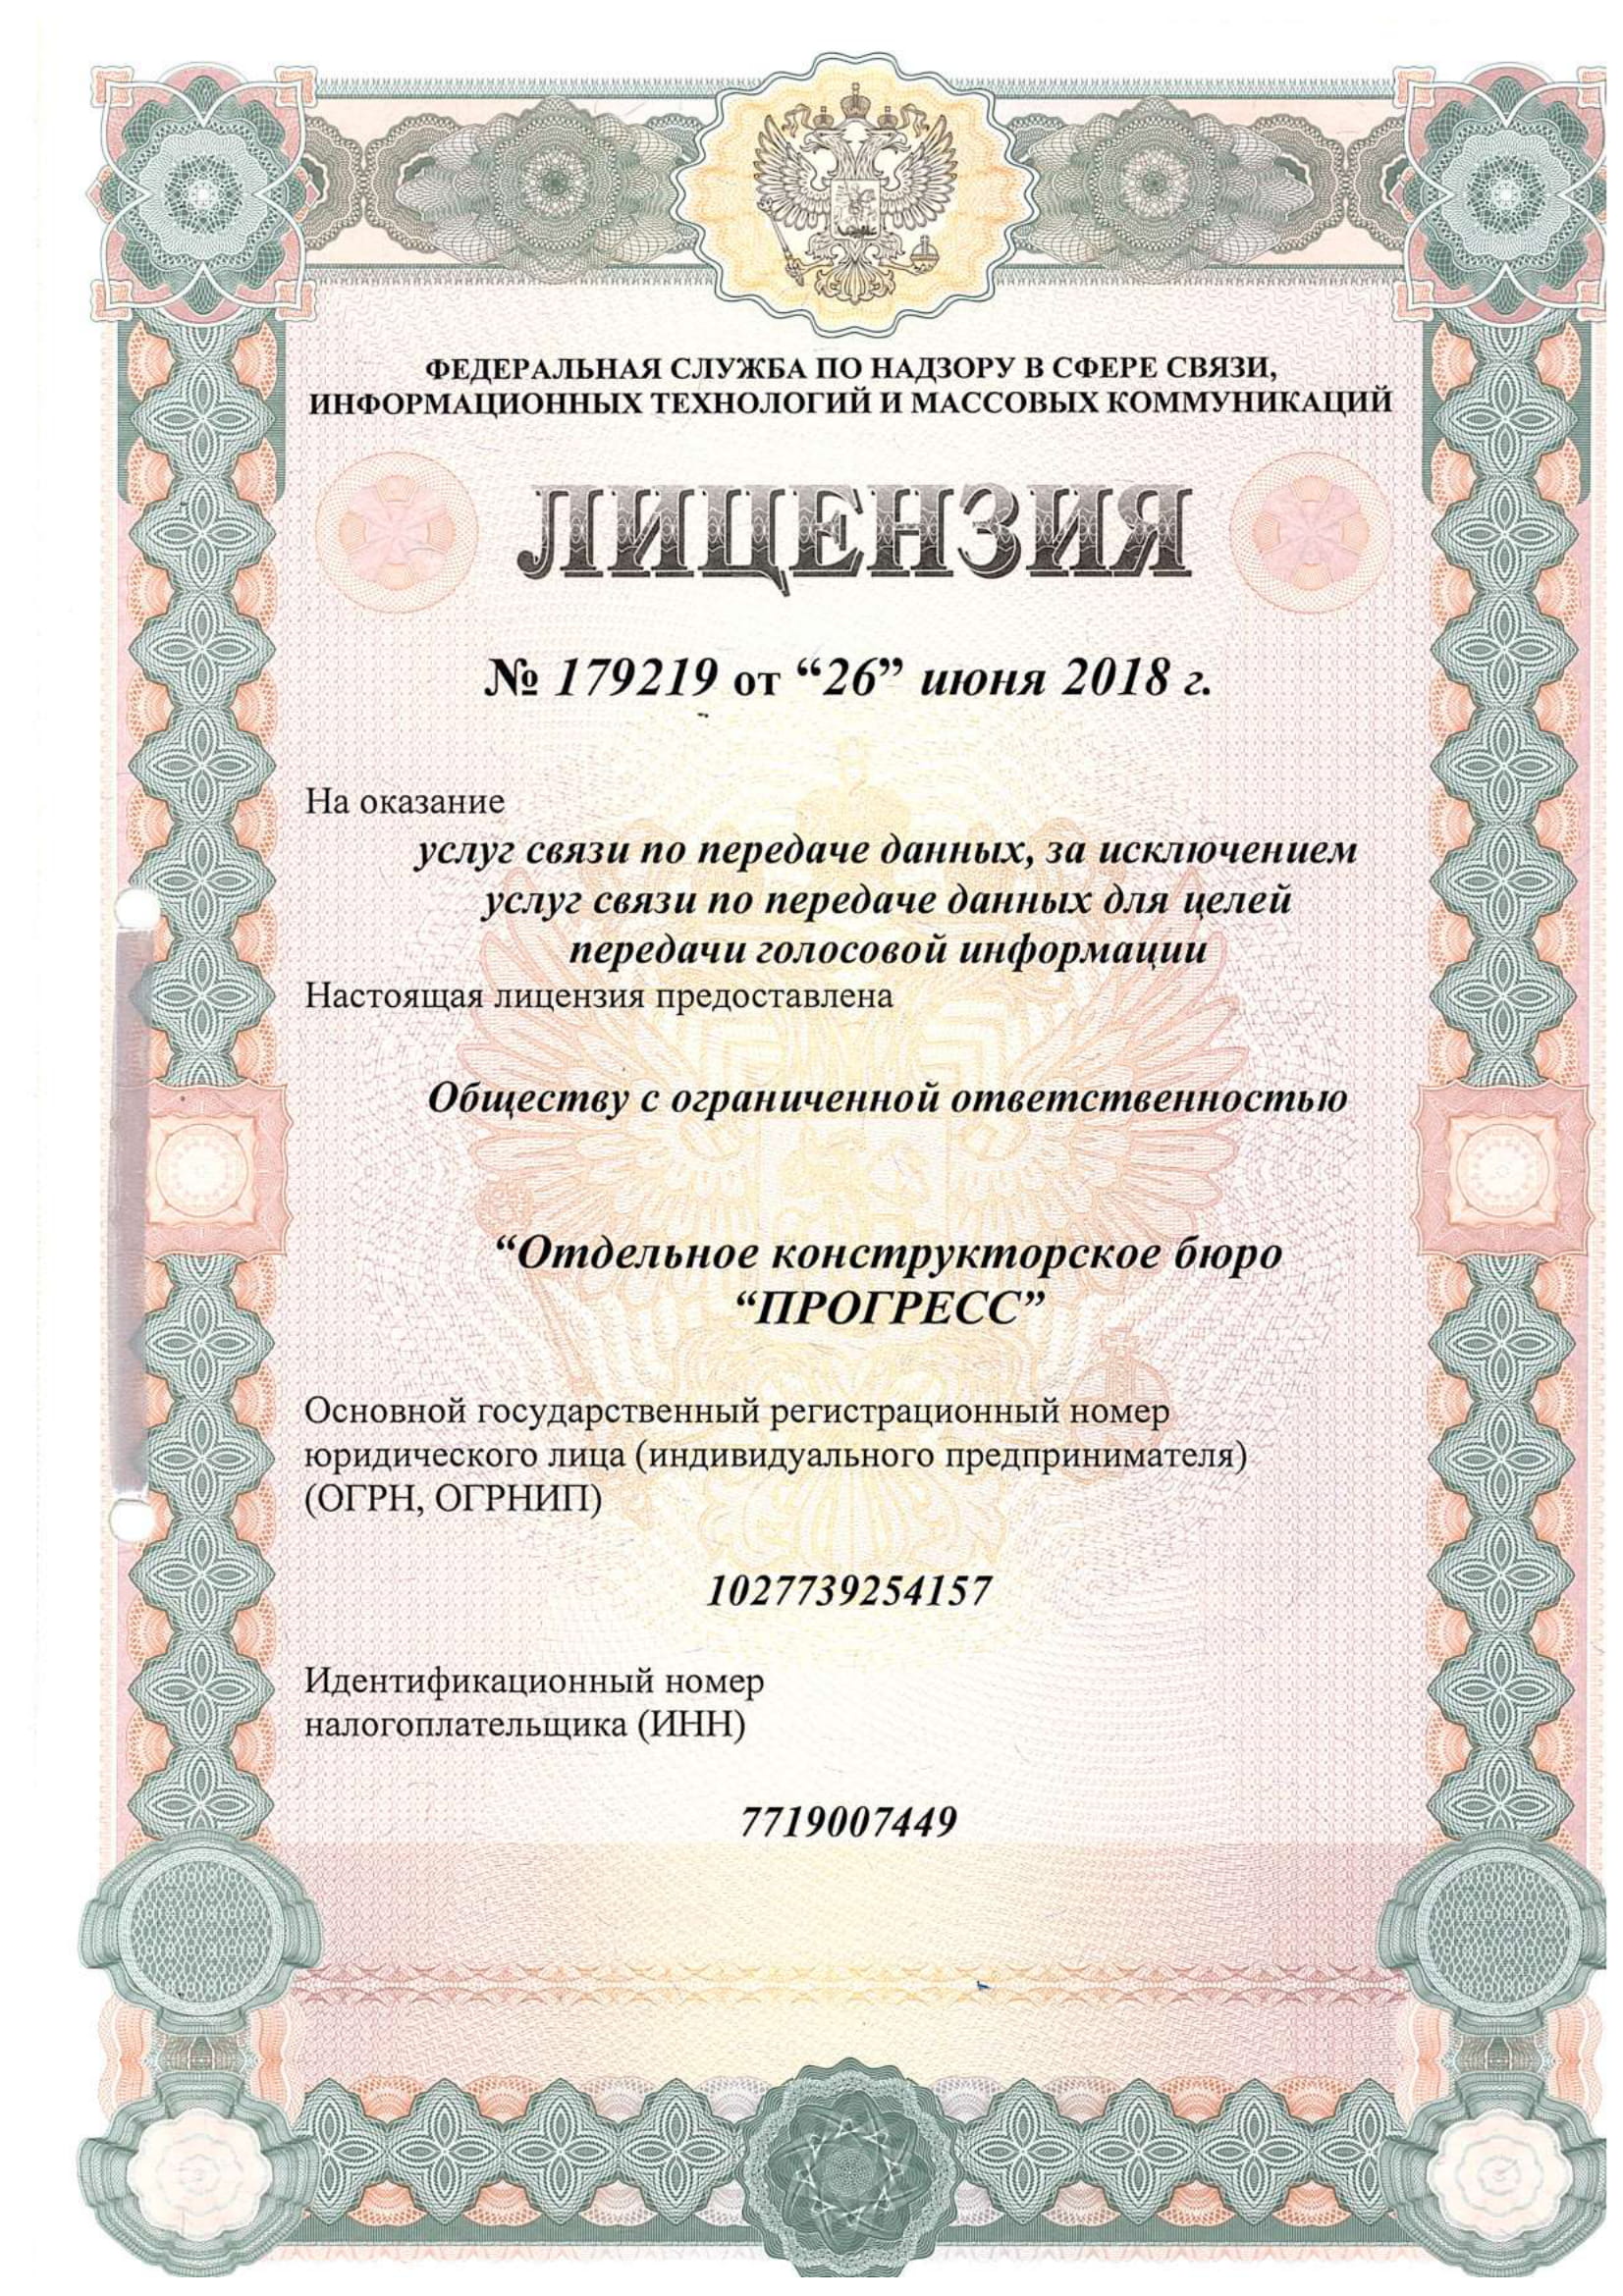 ФЕДЕРАЛЬНАЯ СЛУЖБА ПО НАДЗОРУ В СФЕРЕ СВЯЗИ,
ИНФОРМАЦИОННЫХ ТЕХНОЛОГИЙ И МАССОВЫХ КОММУНИКАЦИЙ
ЛИЦЕНЗИЯ
№ 179219 от “26” июня 2018 г.
На оказание
услуг связи по передаче данных, за исключением
услуг связи по передаче данных для целей
передачи голосовой информации
Настоящая лицензия предоставлена
Обществу с ограниченной ответственностью
“Отдельное конструкторское бюро
“ПРОГРЕСС”
Основной государственный регистрационный номер
юридического лица (индивидуального предпринимателя)
(ОГРН, ОГРНИП)
1027739254157
Идентификационный номер
налогоплательщика (ИНН)
7719007449